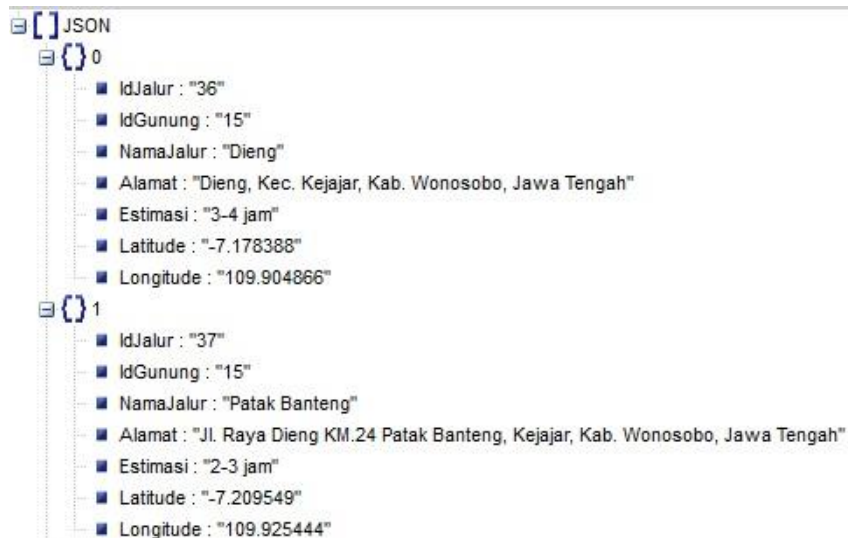 JSON
0
IdJalur : "36"
IdGunung : "15"
NamaJalur : "Dieng"
Alamat : "Dieng, Kec. Kejajar, Kab. Wonosobo, Jawa Tengah"
Estimasi : "3-4 jam"
Latitude : "-7.178388"
Longitude : "109.904866"
1
IdJalur : "37"
IdGunung : "15"
NamaJalur : "Patak Banteng"
Alamat : "Jl. Raya Dieng KM.24 Patak Banteng, Kejajar, Kab. Wonosobo, Jawa Tengah"
Estimasi : "2-3 jam"
Latitude : "-7.209549"
Longitude : "109.925444"